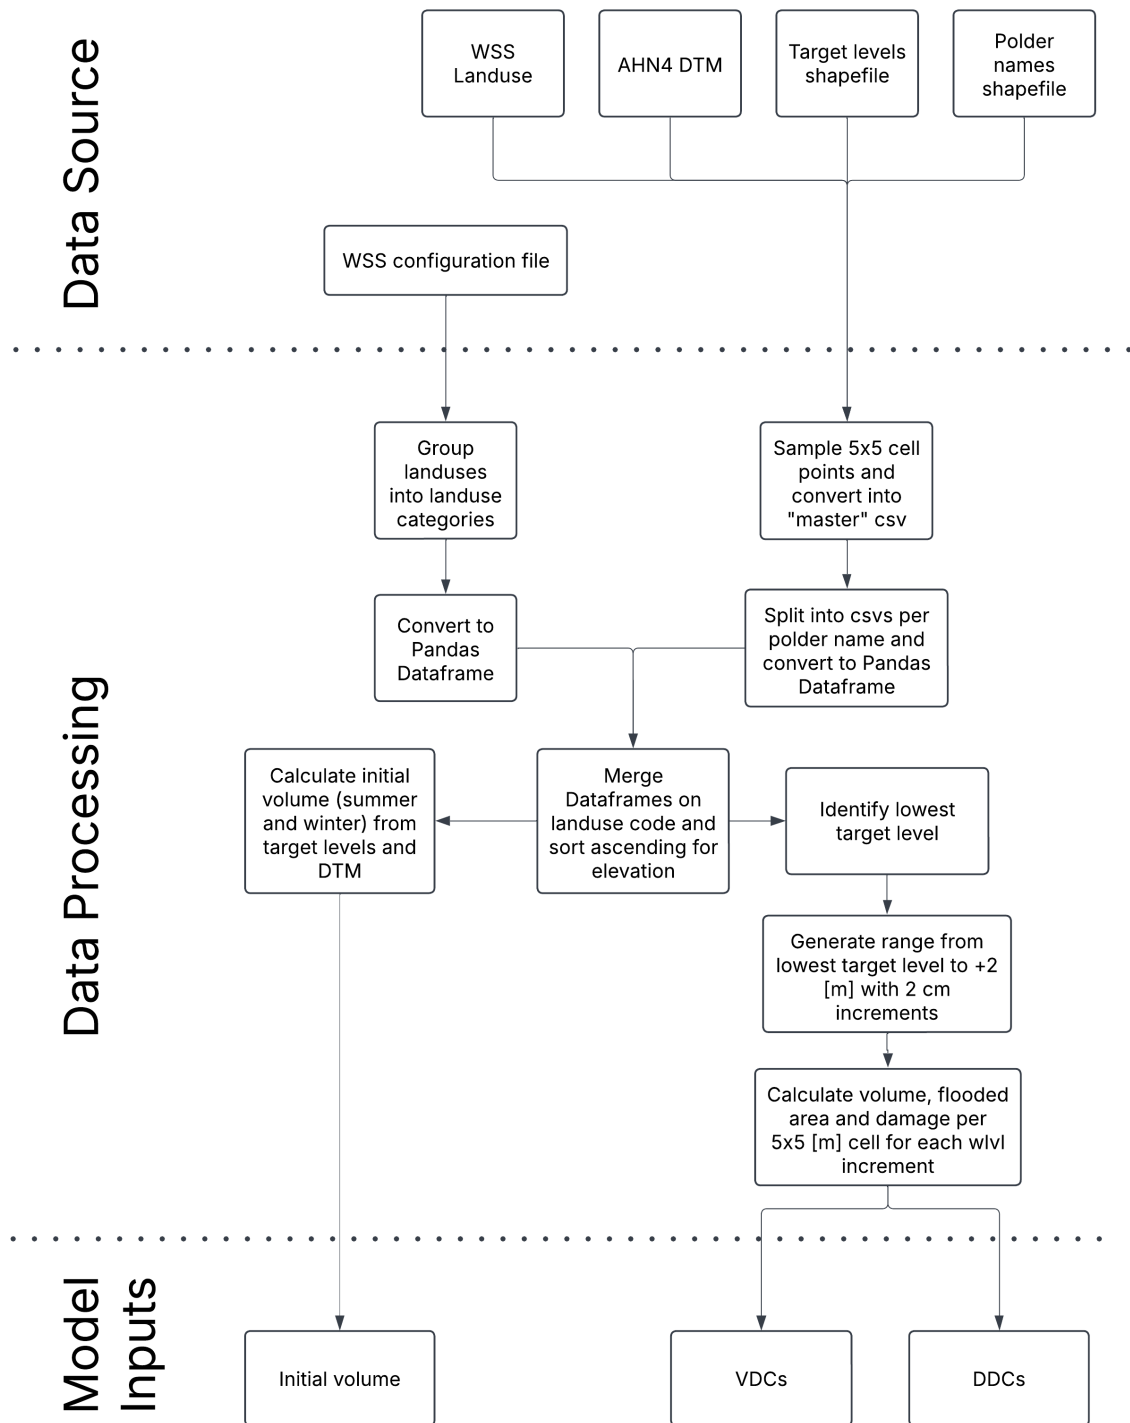 Data Source
WSS
Landuse
AHN4 DTM
Target levels
shapefile
Polder
names
shapefile
WSS configuration file
Data Processing
Group
landuses
into landuse
categories
Sample 5x5 cell
points and
convert into
"master" csv
Convert to
Pandas
Dataframe
Split into csvs per
polder name and
convert to Pandas
Dataframe
Calculate initial
volume (summer
and winter) from
target levels and
DTM
Merge
Dataframes on
landuse code and
sort ascending for
elevation
Identify lowest
target level
Generate range from
lowest target level to +2
[m] with 2 cm
increments
Calculate volume, flooded
area and damage per
5x5 [m] cell for each wlvl
increment
Model
Inputs
Initial volume
VDCs
DDCs